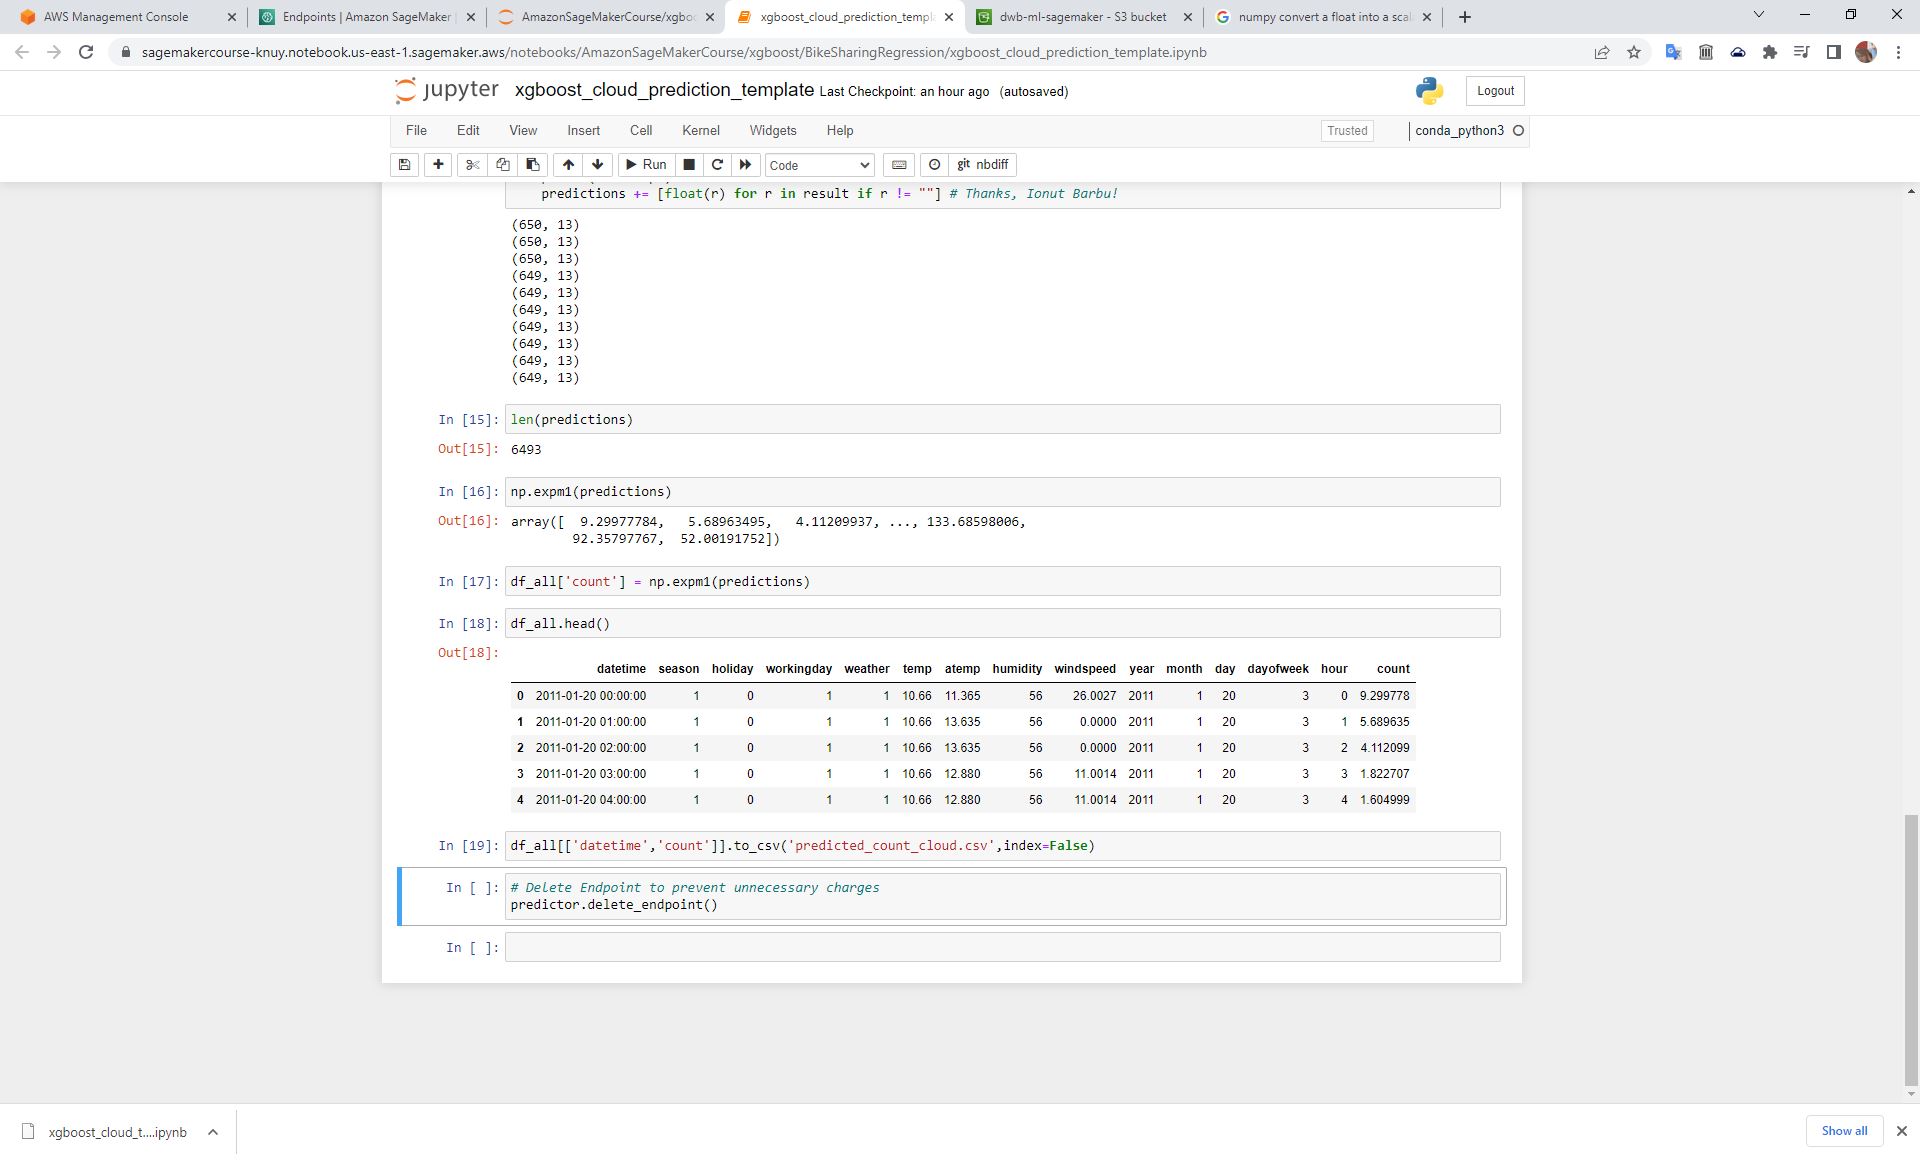 AWS Management Console
Endpoints | Amazon SageMaker
AmazonSageMakerCourse/xgboo
xgboost_cloud_prediction_templa
dwb-ml-sagemaker - S3 bucket
numpy convert a float into a scal
sagemakercourse-knuy.notebook.us-east-1.sagemaker.aws/notebooks/AmazonSageMakerCourse/xgboost/BikeSharingRegression/xgboost_cloud_prediction_template.ipynb
jupyter xgboost_cloud_prediction_template Last Checkpoint: an hour ago (autosaved)
Logout
File Edit View Insert Cell Kernel Widgets Help
Trusted
conda_python3
Run
Code
git nbdiff
predictions += [float(r) for r in result if r != ""] # Thanks, Ionut Barbu!
(650, 13)
(650, 13)
(650, 13)
(649, 13)
(649, 13)
(649, 13)
(649, 13)
(649, 13)
(649, 13)
(649, 13)
In [15]: len(predictions)
Out[15]: 6493
In [16]: np.expm1(predictions)
Out[16]: array([ 9.29977784, 5.68963495, 4.11209937, ..., 133.68598006,
92.35797767, 52.00191752])
In [17]: df_all['count'] = np.expm1(predictions)
In [18]: df_all.head()
Out[18]:
datetime season holiday workingday weather temp atemp humidity windspeed year month day dayofweek hour count
0 2011-01-20 00:00:00 1 0 1 1 10.66 11.365 56 26.0027 2011 1 20 3 0 9.299778
1 2011-01-20 01:00:00 1 0 1 1 10.66 13.635 56 0.0000 2011 1 20 3 1 5.689635
2 2011-01-20 02:00:00 1 0 1 1 10.66 13.635 56 0.0000 2011 1 20 3 2 4.112099
3 2011-01-20 03:00:00 1 0 1 1 10.66 12.880 56 11.0014 2011 1 20 3 3 1.822707
4 2011-01-20 04:00:00 1 0 1 1 10.66 12.880 56 11.0014 2011 1 20 3 4 1.604999
In [19]: df_all[['datetime','count']].to_csv('predicted_count_cloud.csv',index=False)
In [ ]: # Delete Endpoint to prevent unnecessary charges
predictor.delete_endpoint()
In [ ]:
xgboost_cloud_t....ipynb
Show all